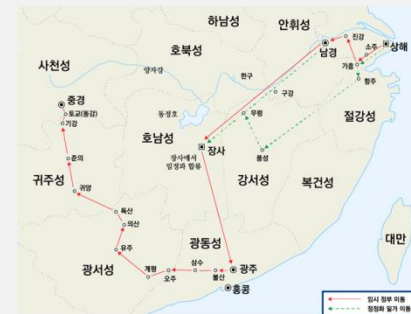 하남성
안휘성
사천성
호북성
양자강
한구
구강
남경
진강
소주
상해
가흥
항주
중경
토교(동감)
기강
동정호
무령
절강성
호남성
장사
장사에서
임정과 합류
풍성
강서성
복건성
귀주성
준의
귀양
독산
의산
유주
광서성
계평
오주
삼수
불산
광동성
광주
홍콩
대만
임시 정부 이동
정정화 일가 이동